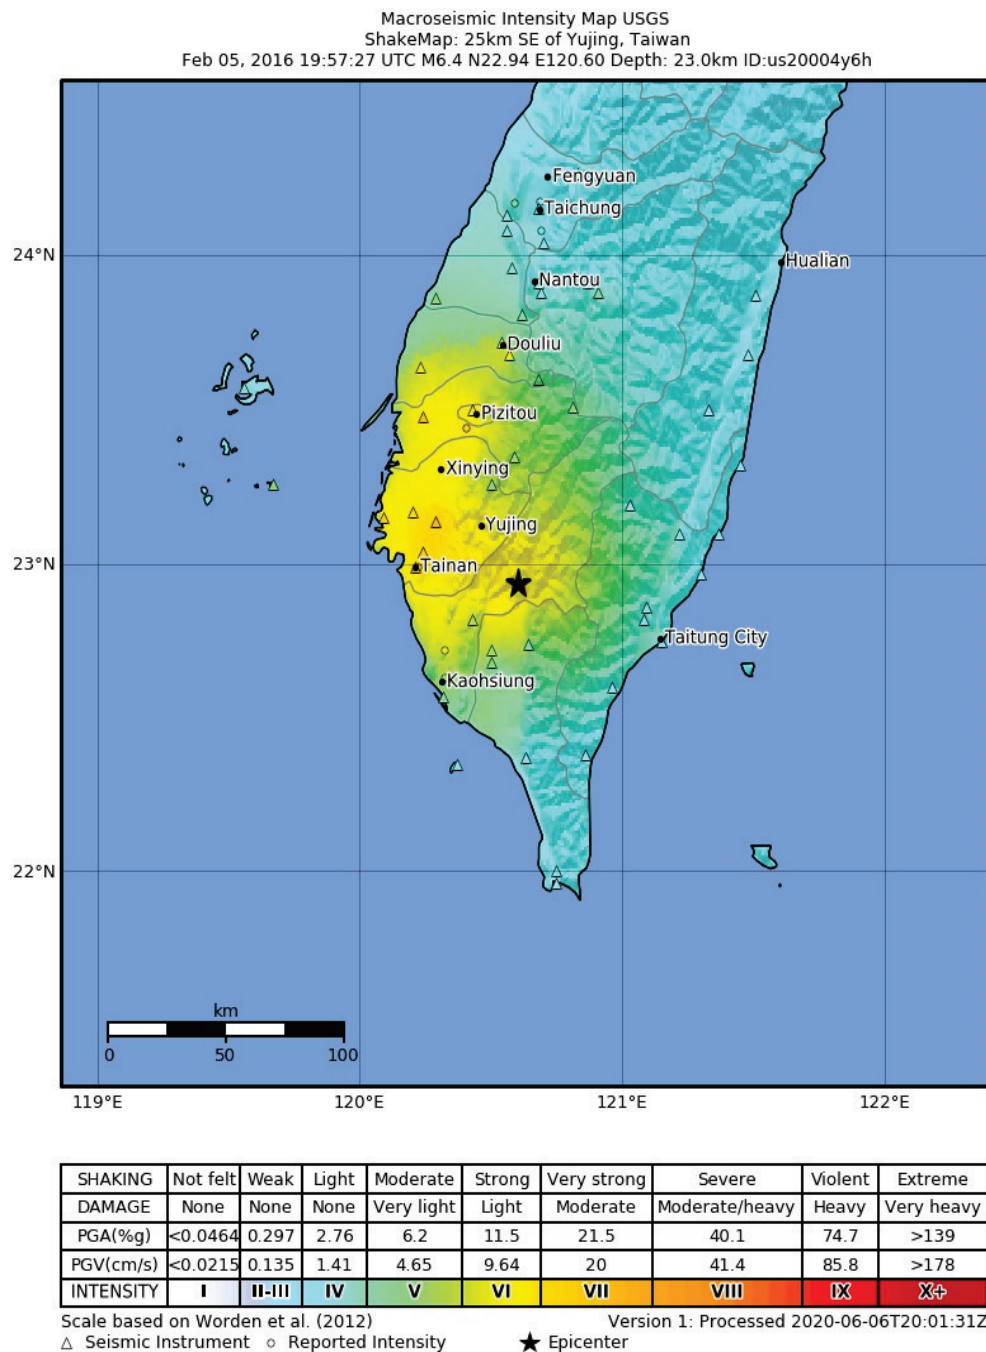 Macroseismic Intensity Map USGS
ShakeMap: 25km SE of Yujing, Taiwan
Feb 05, 2016 19:57:27 UTC M6.4 N22.94 E120.60 Depth: 23.0km ID:us20004y6h
Fengyuan
Taichung
24°N
Hualian
Nantou
Douliu
Pizitou
Xinying
Yujing
23°N
Tainan
Taitung City
Kaohsiung
22°N
km
0 50 100
119°E 120°E 121°E 122°E
SHAKING Not felt Weak Light Moderate Strong Very strong Severe Violent Extreme
DAMAGE None None None Very light Light Moderate Moderate/heavy Heavy Very heavy
PGA(%g) <0.0464 0.297 2.76 6.2 11.5 21.5 40.1 74.7 >139
PGV(cm/s) <0.0215 0.135 1.41 4.65 9.64 20 41.4 85.8 >178
INTENSITY I II-III IV V VI VII VIII IX X+
Scale based on Worden et al. (2012) Version 1: Processed 2020-06-06T20:01:31Z
△ Seismic Instrument ○ Reported Intensity ★ Epicenter